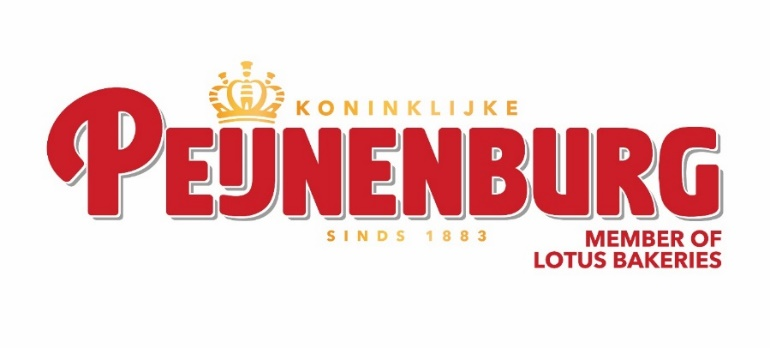 KONINKLIJKE
PEIJNENBURG
SINDS 1883
MEMBER OF
LOTUS BAKERIES